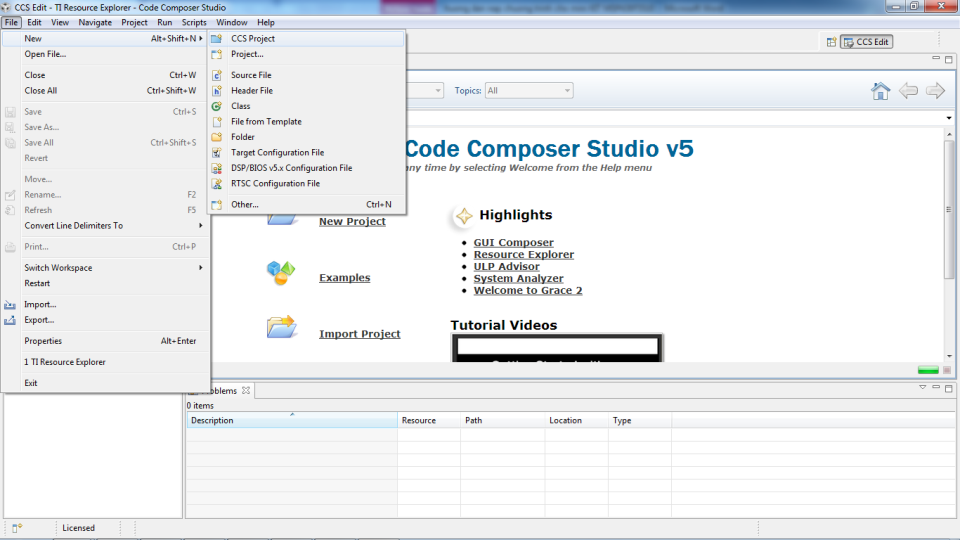 CCS Edit - TI Resource Explorer - Code Composer Studio
File Edit View Navigate Project Run Scripts Window Help
New Alt+Shift+N
Open File...
Close Ctrl+W
Close All Ctrl+Shift+W
Save Ctrl+S
Save As...
Save All Ctrl+Shift+S
Revert
Move...
Rename... F2
Refresh F5
Convert Line Delimiters To
Print... Ctrl+P
Switch Workspace
Restart
Import...
Export...
Properties Alt+Enter
1 TI Resource Explorer
Exit
CCS Project
Project...
Source File
Header File
Class
File from Template
Folder
Target Configuration File
DSP/BIOS v5.x Configuration File
RTSC Configuration File
Other... Ctrl+N
CCS Edit
Topics: All
Code Composer Studio v5
any time by selecting Welcome from the Help menu
New Project
Examples
Import Project
Highlights
GUI Composer
Resource Explorer
ULP Advisor
System Analyzer
Welcome to Grace 2
Tutorial Videos
0 items
Description Resource Path Location Type
Licensed